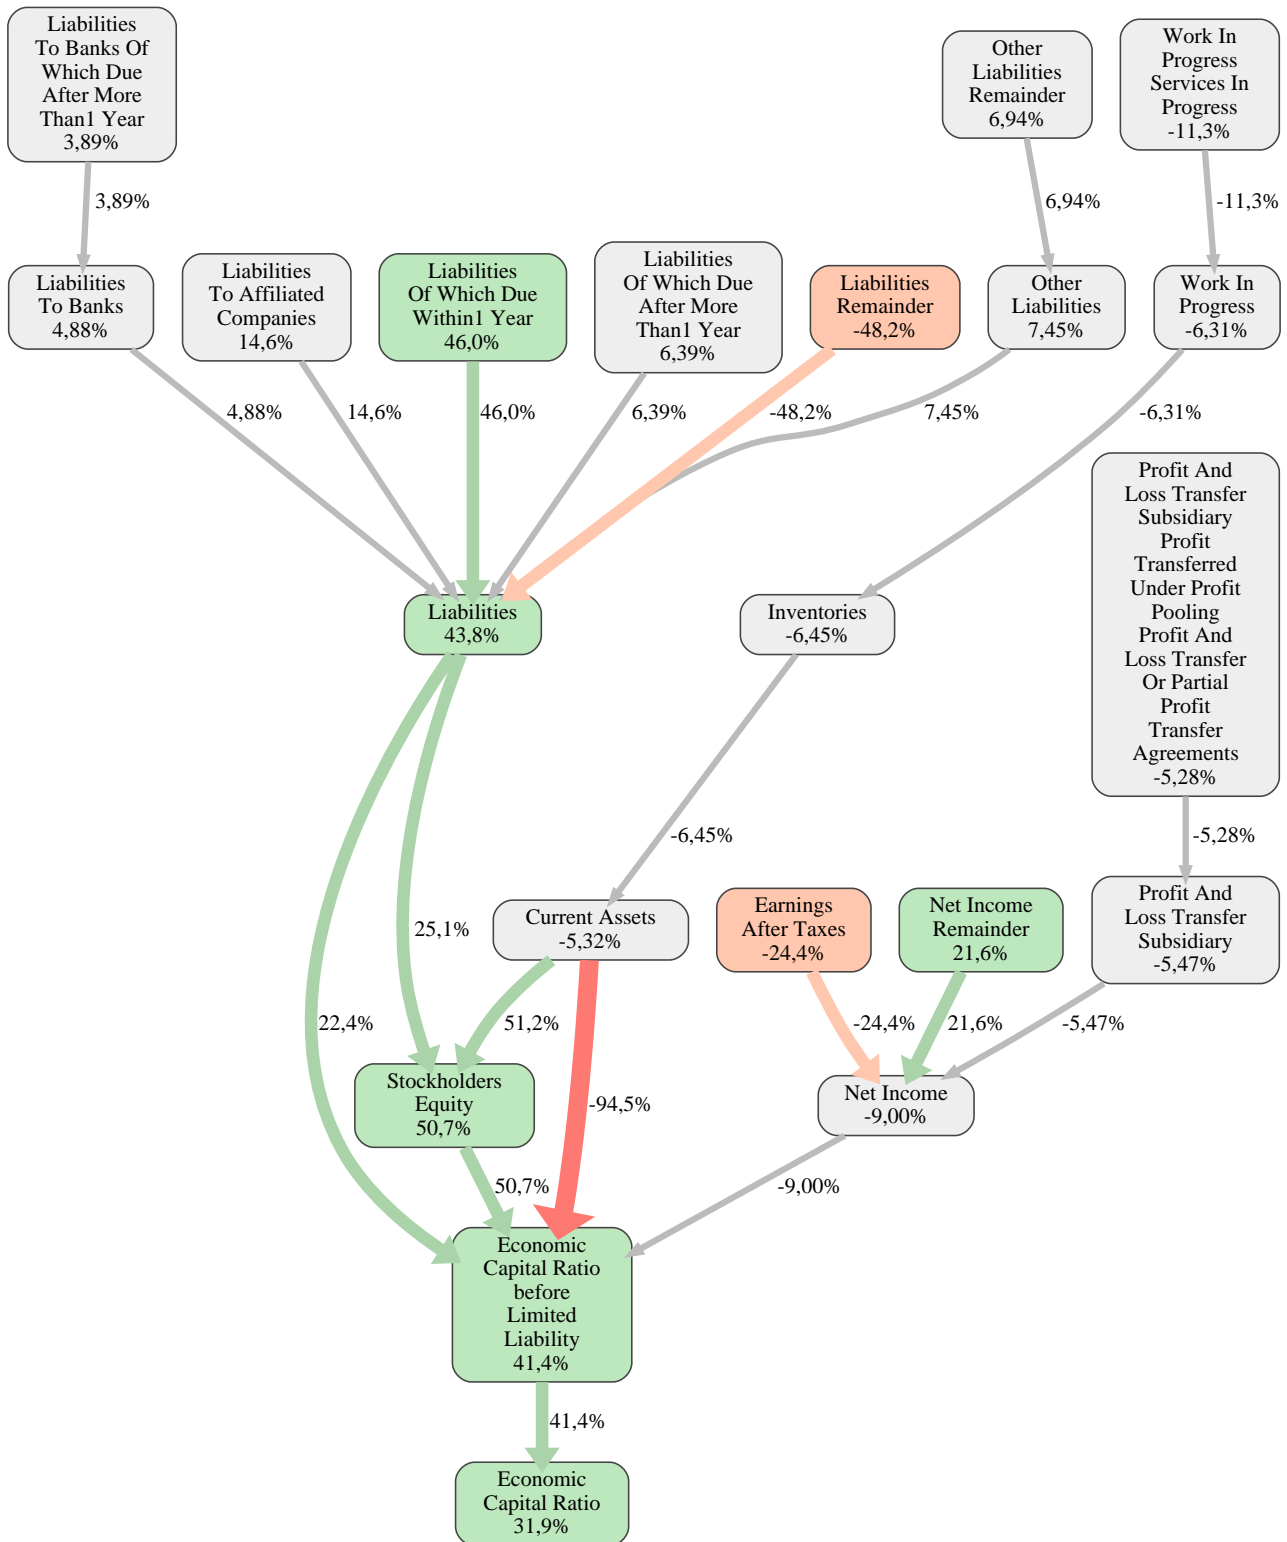 Liabilities
To Banks Of
Which Due
After More
Than1 Year
3,89%
Other
Liabilities
Remainder
6,94%
Work In
Progress
Services In
Progress
-11,3%
3,89%
6,94%
-11,3%
Liabilities
To Banks
4,88%
Liabilities
To Affiliated
Companies
14,6%
Liabilities
Of Which Due
Within1 Year
46,0%
Liabilities
Of Which Due
After More
Than1 Year
6,39%
Liabilities
Remainder
-48,2%
Other
Liabilities
7,45%
Work In
Progress
-6,31%
4,88%
14,6%
46,0%
6,39%
-48,2%
7,45%
-6,31%
Profit And
Loss Transfer
Subsidiary
Profit
Transferred
Under Profit
Pooling
Profit And
Loss Transfer
Or Partial
Profit
Transfer
Agreements
-5,28%
Liabilities
43,8%
Inventories
-6,45%
-6,45%
-5,28%
Current Assets
-5,32%
Earnings
After Taxes
-24,4%
Net Income
Remainder
21,6%
Profit And
Loss Transfer
Subsidiary
-5,47%
25,1%
22,4%
51,2%
-24,4%
21,6%
-5,47%
Stockholders
Equity
50,7%
-94,5%
Net Income
-9,00%
50,7%
-9,00%
Economic
Capital Ratio
before
Limited
Liability
41,4%
41,4%
Economic
Capital Ratio
31,9%